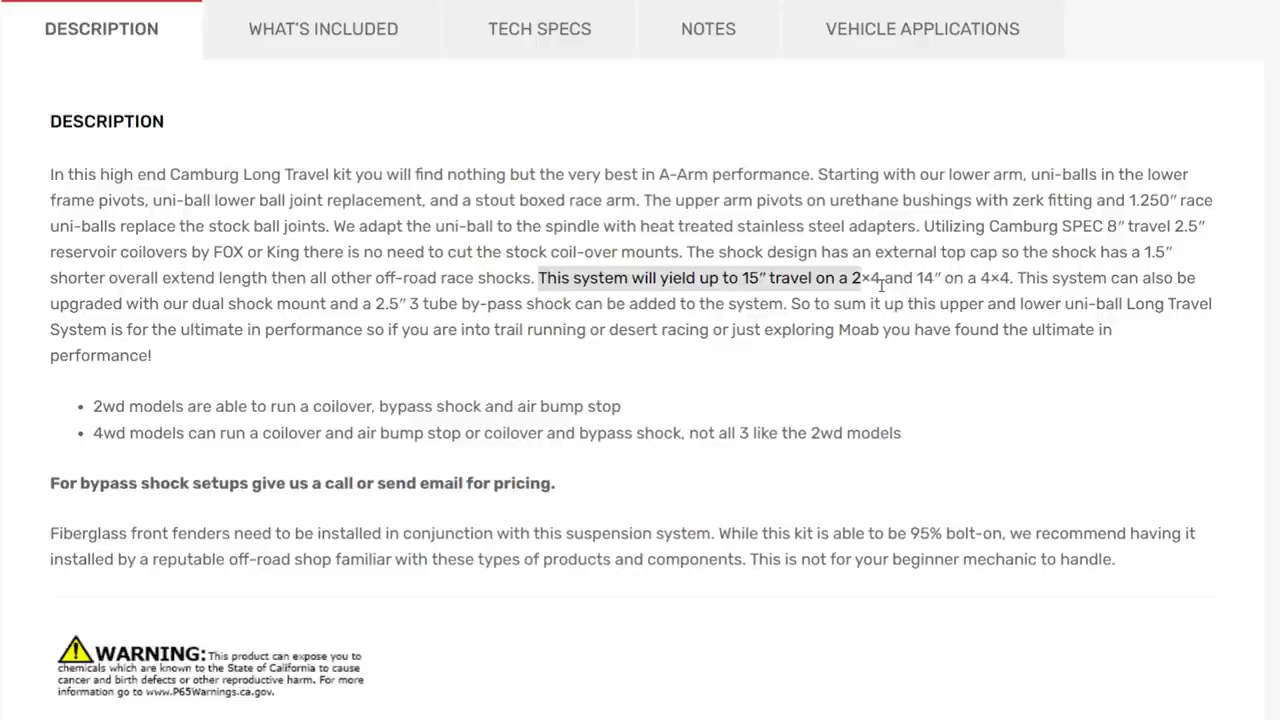 DESCRIPTION WHAT'S INCLUDED TECH SPECS NOTES VEHICLE APPLICATIONS
DESCRIPTION
In this high end Camburg Long Travel kit you will find nothing but the very best in A-Arm performance. Starting with our lower arm, uni-balls in the lower
frame pivots, uni-ball lower ball joint replacement, and a stout boxed race arm. The upper arm pivots on urethane bushings with zerk fitting and 1.250″ race
uni-balls replace the stock ball joints. We adapt the uni-ball to the spindle with heat treated stainless steel adapters. Utilizing Camburg SPEC 8″ travel 2.5″
reservoir coilovers by FOX or King there is no need to cut the stock coil-over mounts. The shock design has an external top cap so the shock has a 1.5″
shorter overall extend length then all other off-road race shocks. This system will yield up to 15″ travel on a 2×4 and 14″ on a 4×4. This system can also be
upgraded with our dual shock mount and a 2.5″ 3 tube by-pass shock can be added to the system. So to sum it up this upper and lower uni-ball Long Travel
System is for the ultimate in performance so if you are into trail running or desert racing or just exploring Moab you have found the ultimate in
performance!
• 2wd models are able to run a coilover, bypass shock and air bump stop
• 4wd models can run a coilover and air bump stop or coilover and bypass shock, not all 3 like the 2wd models
For bypass shock setups give us a call or send email for pricing.
Fiberglass front fenders need to be installed in conjunction with this suspension system. While this kit is able to be 95% bolt-on, we recommend having it
installed by a reputable off-road shop familiar with these types of products and components. This is not for your beginner mechanic to handle.
WARNING: This product can expose you to
chemicals which are known to the State of California to cause
cancer and birth defects or other reproductive harm. For more
information go to www.P65Warnings.ca.gov.